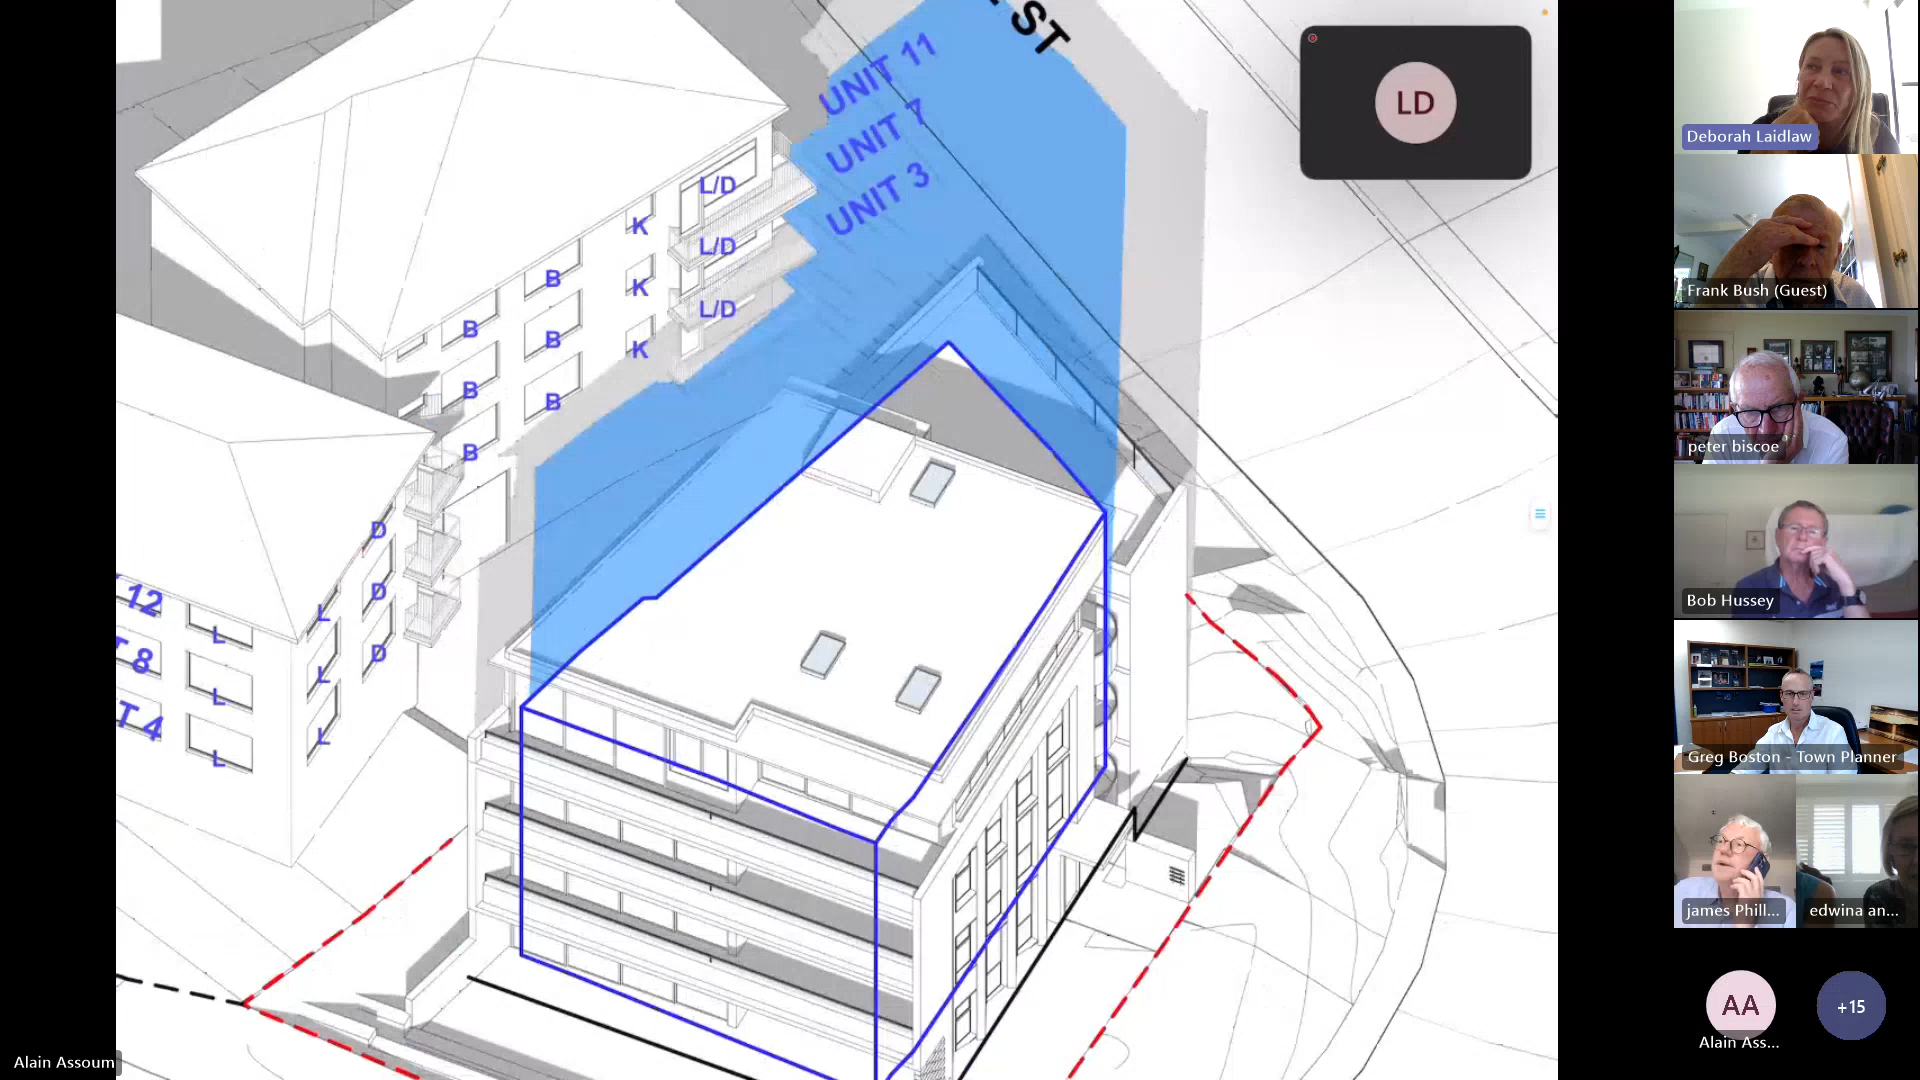 ST
UNIT 11
UNIT 7
UNIT 3
LD
L/D
L/D
L/D
K
K
K
B
B
B
B
B
B
D
D
D
L
L
L
12
8
T 4
L
L
L
Deborah Laidlaw
Frank Bush (Guest)
peter biscoe
Bob Hussey
Greg Boston - Town Planner
james Phill...
edwina an...
AA
+15
Alain Ass...
Alain Assoum